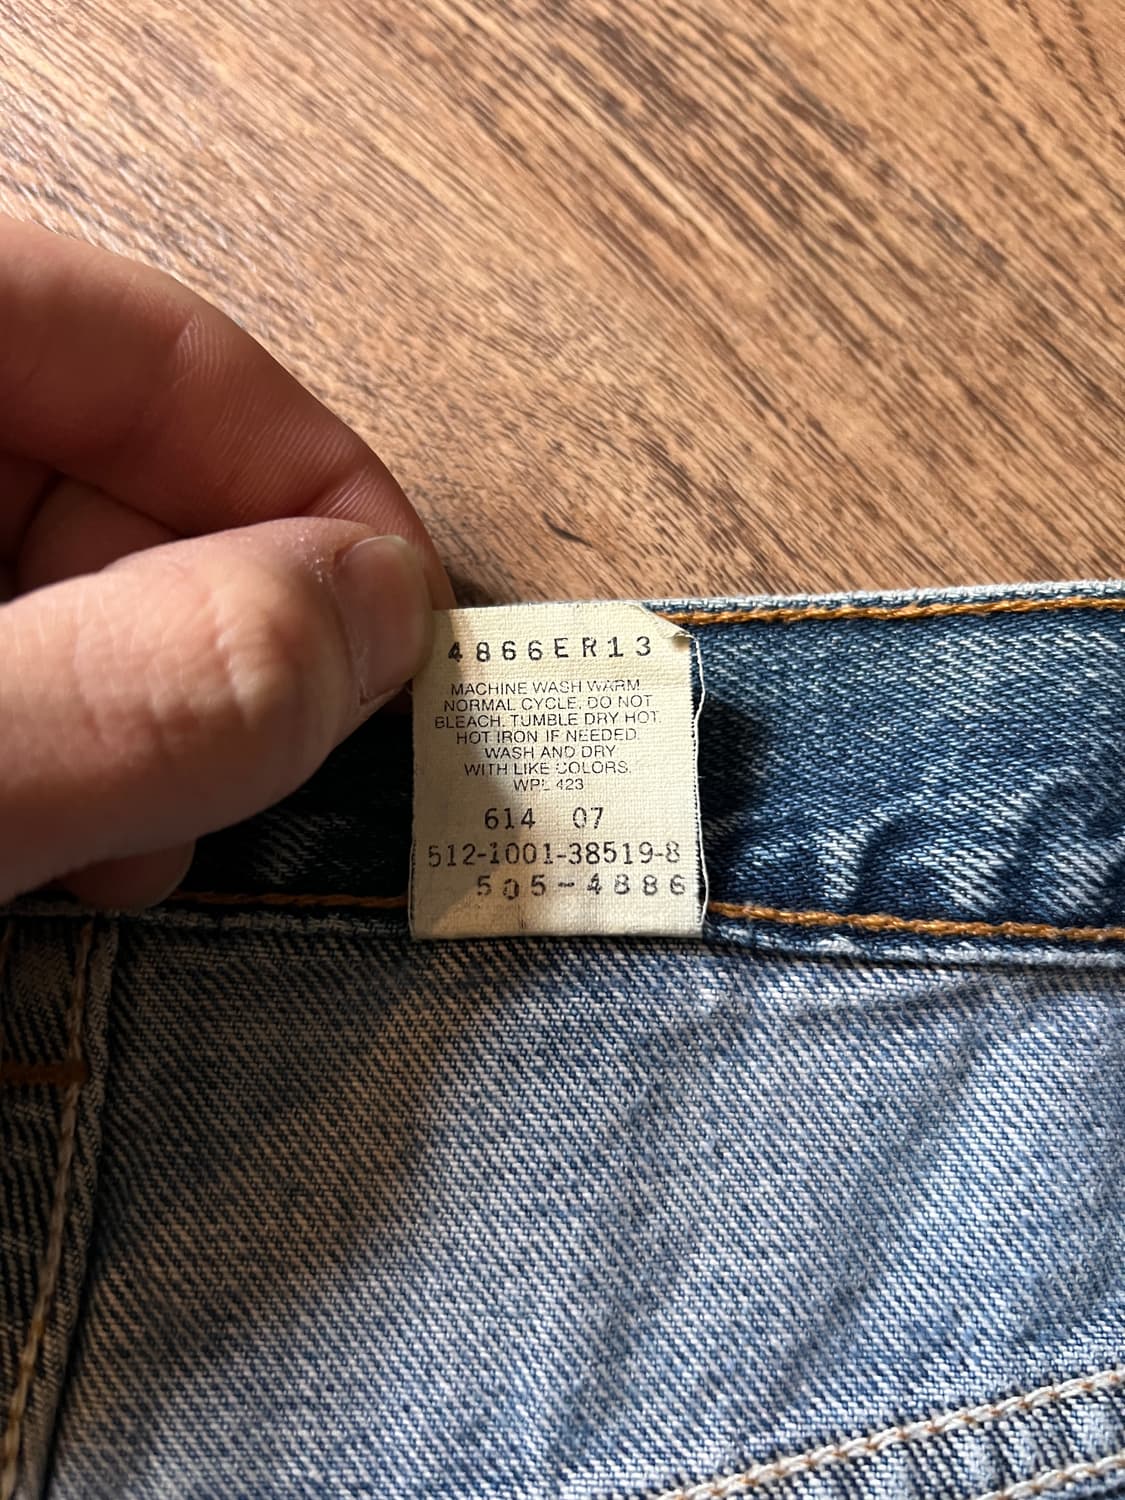 4866ER13
MACHINE WASH WARM
NORMAL CYCLE. DO NOT
BLEACH. TUMBLE DRY HOT.
HOT IRON IF NEEDED.
WASH AND DRY
WITH LIKE COLORS.
WPL 423
614 07
512-1001-38519-8
505-4886